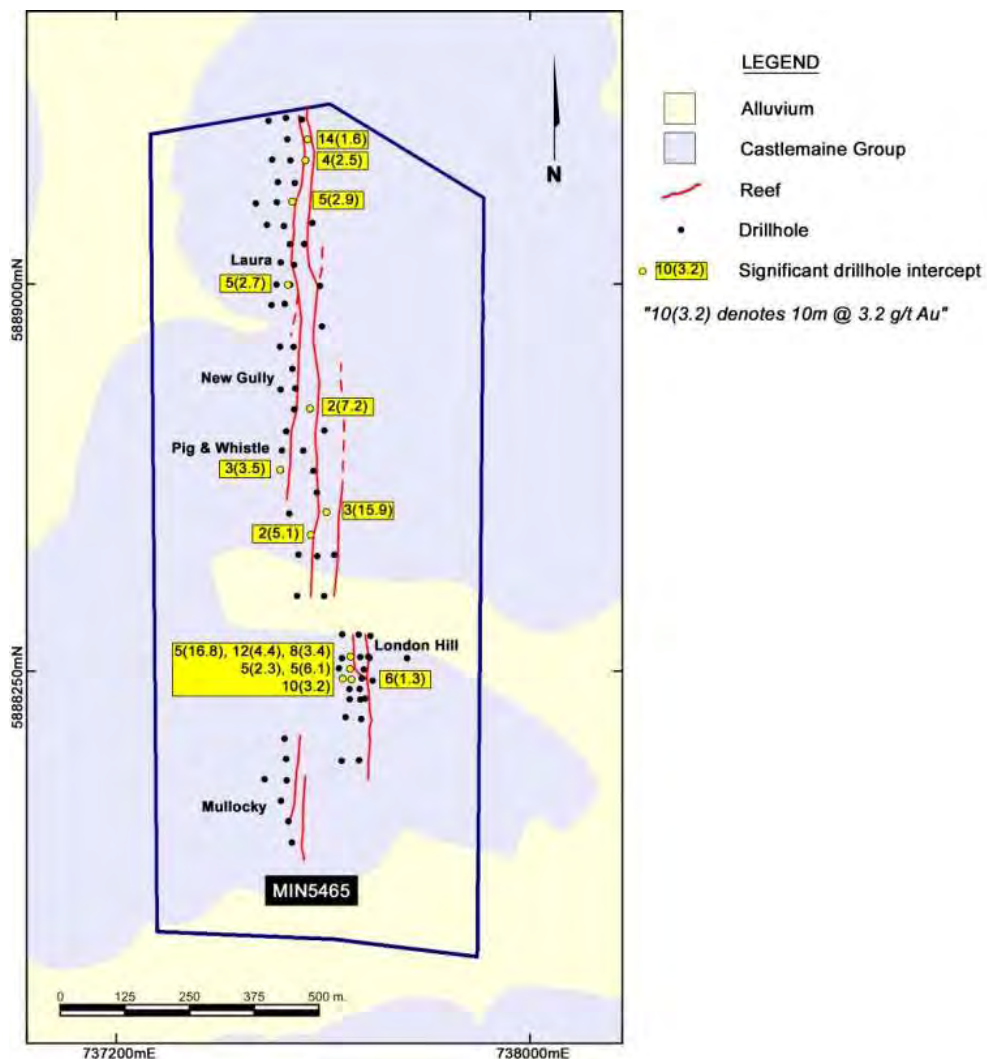 LEGEND
Alluvium
Castlemaine Group
Reef
Drillhole
10(3.2) Significant drillhole intercept
"10(3.2) denotes 10m @ 3.2 g/t Au"
N
14(1.6)
4(2.5)
5(2.9)
Laura
5(2.7)
5889000mN
New Gully
2(7.2)
Pig & Whistle
3(3.5)
3(15.9)
2(5.1)
London Hill
5(16.8), 12(4.4), 8(3.4)
5(2.3), 5(6.1)
10(3.2)
6(1.3)
5888250mN
Mullocky
MIN5465
0 125 250 375 500 m.
737200mE
738000mE